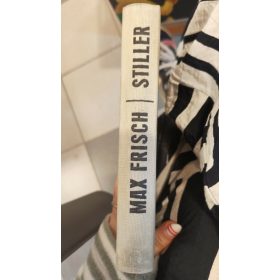 MAX FRISCH | STILLER